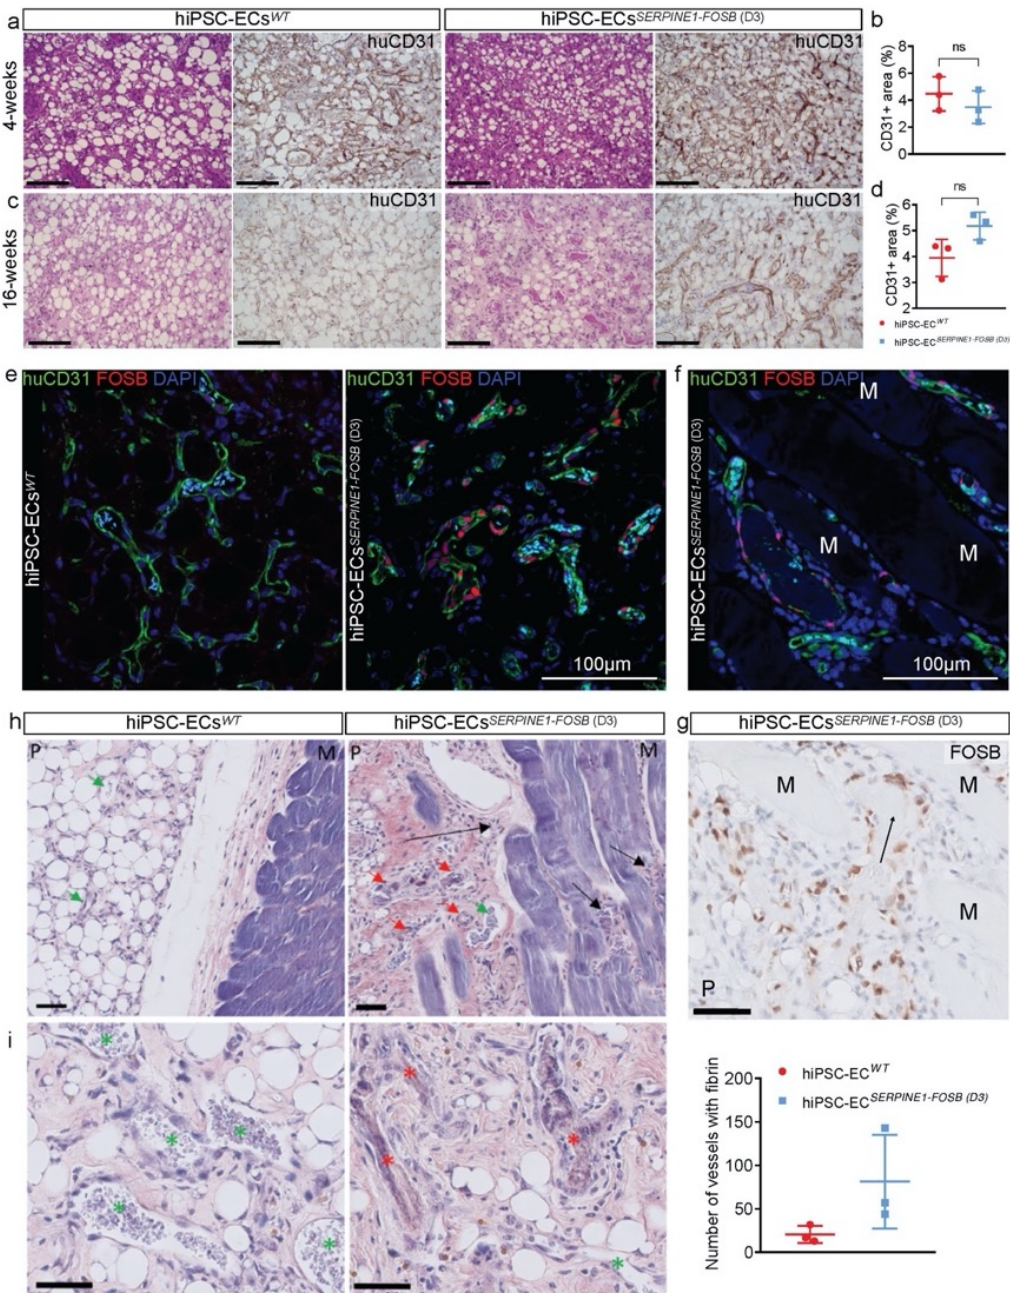 a
hiPSC-ECsWT
hiPSC-ECsSERPINE1-FOSB (D3)
b
4-weeks
huCD31
huCD31
CD31+ area (%)
8
6
4
2
0
ns
c
16-weeks
huCD31
huCD31
d
CD31+ area (%)
6
5
4
3
2
ns
hiPSC-ECWT
hiPSC-ECSERPINE1-FOSB (D3)
e
huCD31 FOSB DAPI
hiPSC-ECsWT
huCD31 FOSB DAPI
hiPSC-ECsSERPINE1-FOSB (D3)
100µm
f
huCD31 FOSB DAPI
hiPSC-ECsSERPINE1-FOSB (D3)
M
M
M
100µm
h
hiPSC-ECsWT
hiPSC-ECsSERPINE1-FOSB (D3)
P
M
P
M
g
hiPSC-ECsSERPINE1-FOSB (D3)
FOSB
M
M
M
P
i
* * * * *
* * * *
hiPSC-ECWT
hiPSC-ECSERPINE1-FOSB (D3)
Number of vessels with fibrin
200
150
100
50
0